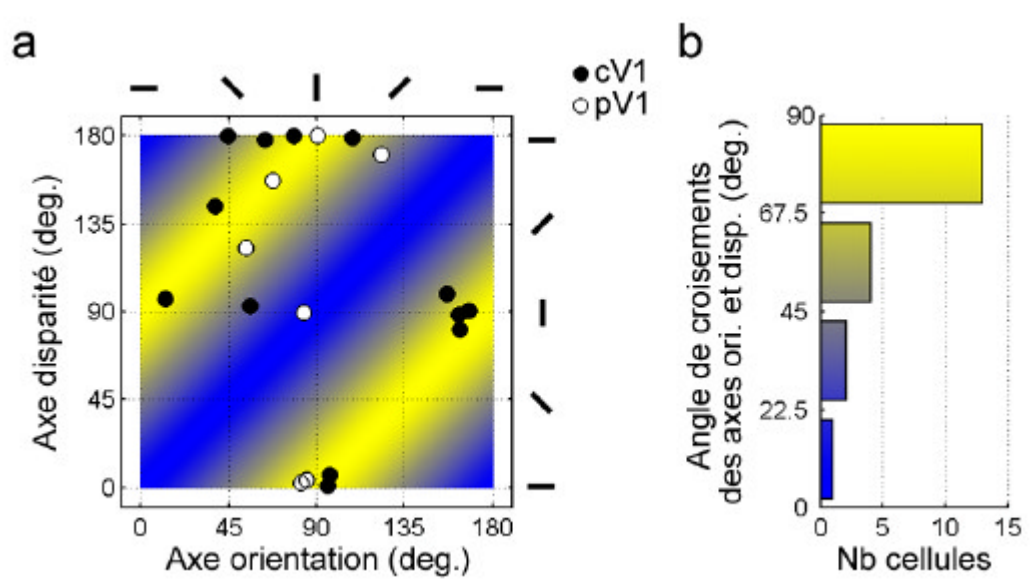 a
cV1
pV1
180
135
90
45
0
Axe disparité (deg.)
0 45 90 135 180
Axe orientation (deg.)
b
90
67.5
45
22.5
0
Angle de croisements
des axes ori. et disp. (deg.)
0 5 10 15
Nb cellules